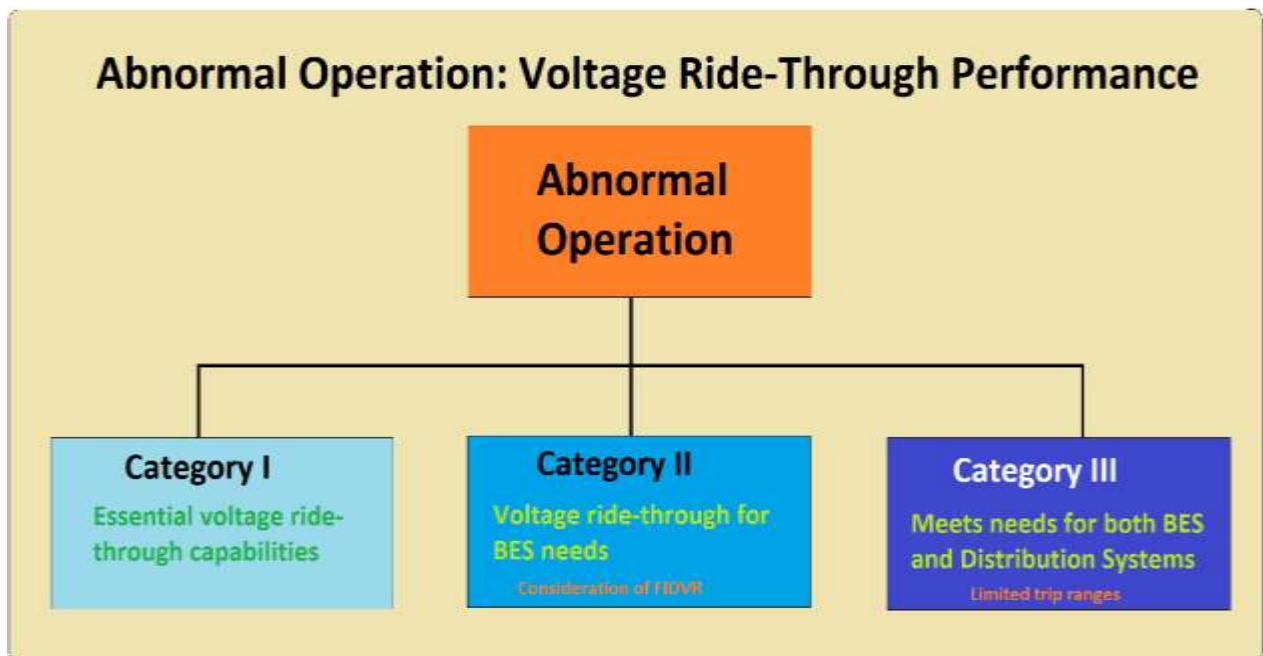 Abnormal Operation: Voltage Ride-Through Performance
Abnormal
Operation
Category I
Essential voltage ride-
through capabilities
Category II
Voltage ride-through for
BES needs
Consideration of FIDVR
Category III
Meets needs for both BES
and Distribution Systems
Limited trip ranges